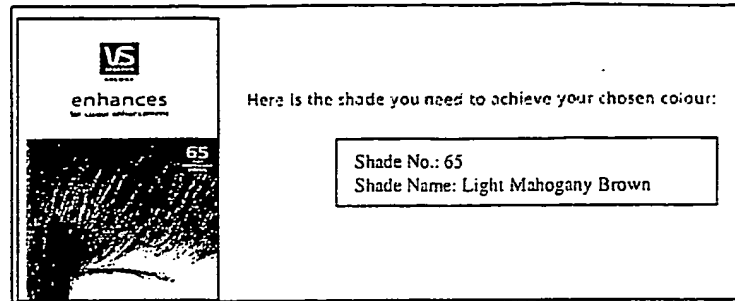 VS
enhances
65
Here is the shade you need to achieve your chosen colour:
Shade No.: 65
Shade Name: Light Mahogany Brown